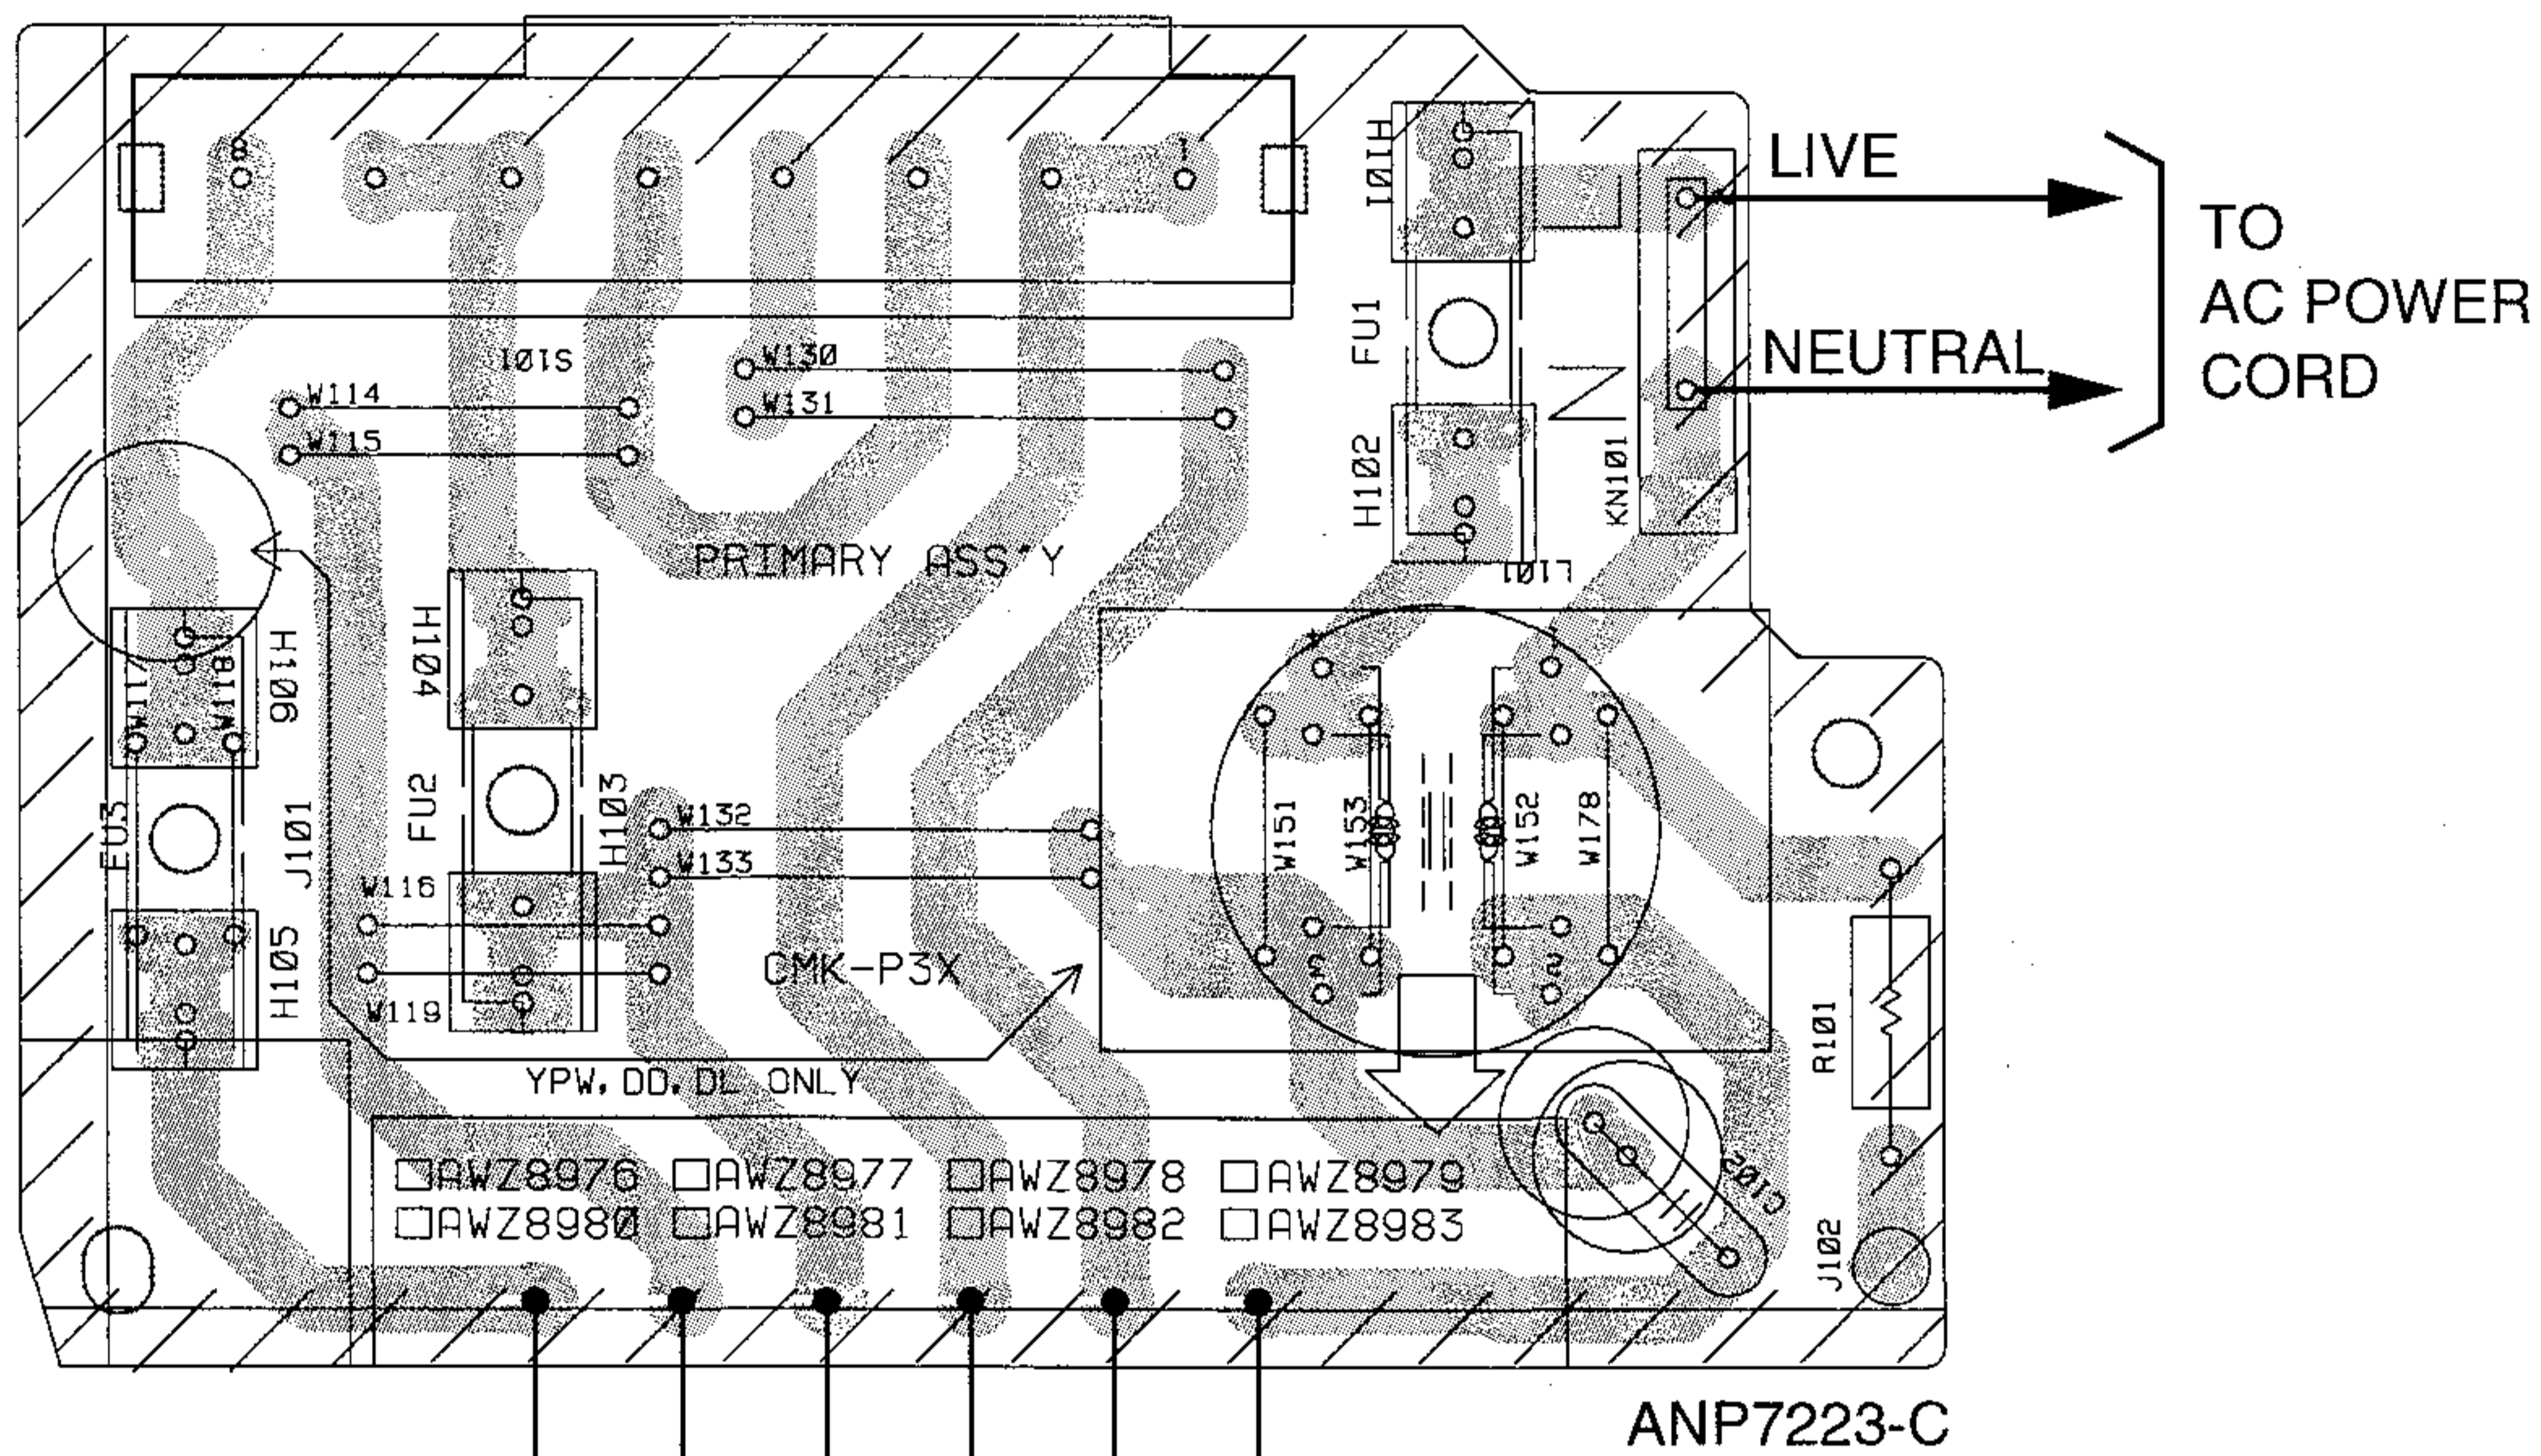 8
1
LIVE
TO
AC POWER
CORD
NEUTRAL
H101
L
FU1
N
S101
W130
W131
W114
W115
H102
KN101
PRIMARY ASS'Y
L101
H104
H106
W117
W118
FU3
J101
FU2
H103
W132
W133
W116
W119
H105
CMK-P3X
W151
W153
W152
W178
+
3
2
R101
YPW, DD, DL ONLY
AWZ8976 AWZ8977 AWZ8978 AWZ8979
AWZ8980 AWZ8981 AWZ8982 AWZ8983
C102
J102
ANP7223-C